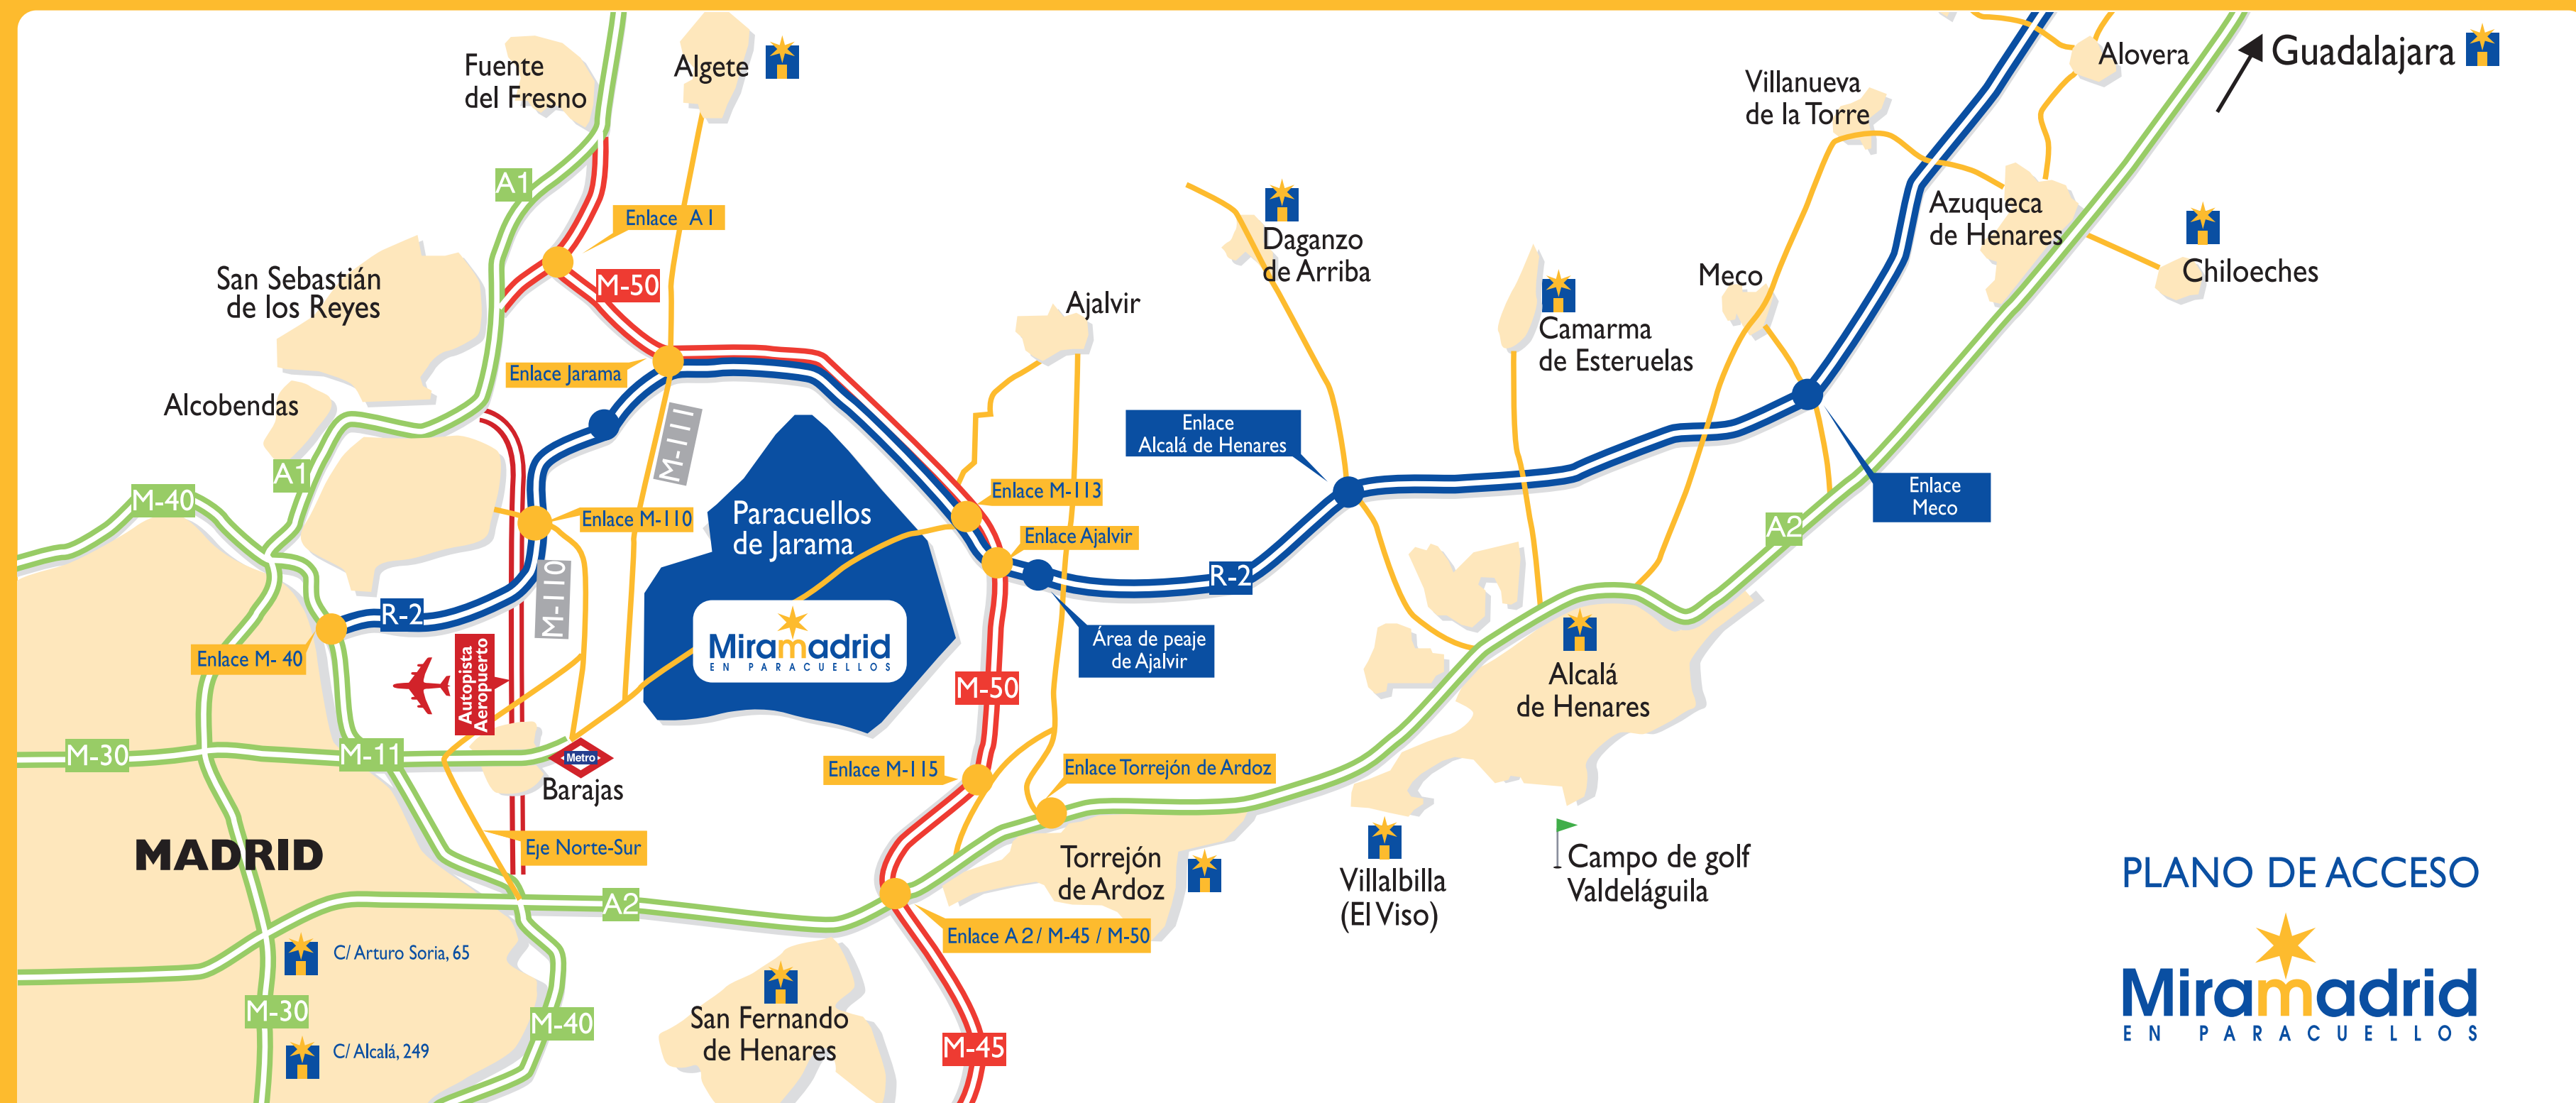 Fuente
del Fresno
Algete
Alovera
Guadalajara
Villanueva
de la Torre
A1
Enlace A1
Azuqueca
de Henares
Daganzo
de Arriba
Chiloeches
San Sebastián
de los Reyes
M-50
Meco
Ajalvir
Camarma
de Esteruelas
Enlace Jarama
Alcobendas
M-111
Enlace
Alcalá de Henares
A1
M-40
Enlace M-113
Enlace
Meco
Enlace M-110
Paracuellos
de Jarama
Enlace Ajalvir
A2
R-2
M-110
R-2
Miramadrid
EN PARACUELLOS
Área de peaje
de Ajalvir
Enlace M- 40
Autopista
Aeropuerto
M-50
Alcalá
de Henares
M-30
M-11
Metro
Barajas
Enlace M-115
Enlace Torrejón de Ardoz
MADRID
Eje Norte-Sur
Torrejón
de Ardoz
Villalbilla
(El Viso)
Campo de golf
Valdeláguila
PLANO DE ACCESO
A2
Enlace A 2 / M-45 / M-50
C/ Arturo Soria, 65
Miramadrid
EN PARACUELLOS
M-30
M-40
San Fernando
de Henares
M-45
C/ Alcalá, 249